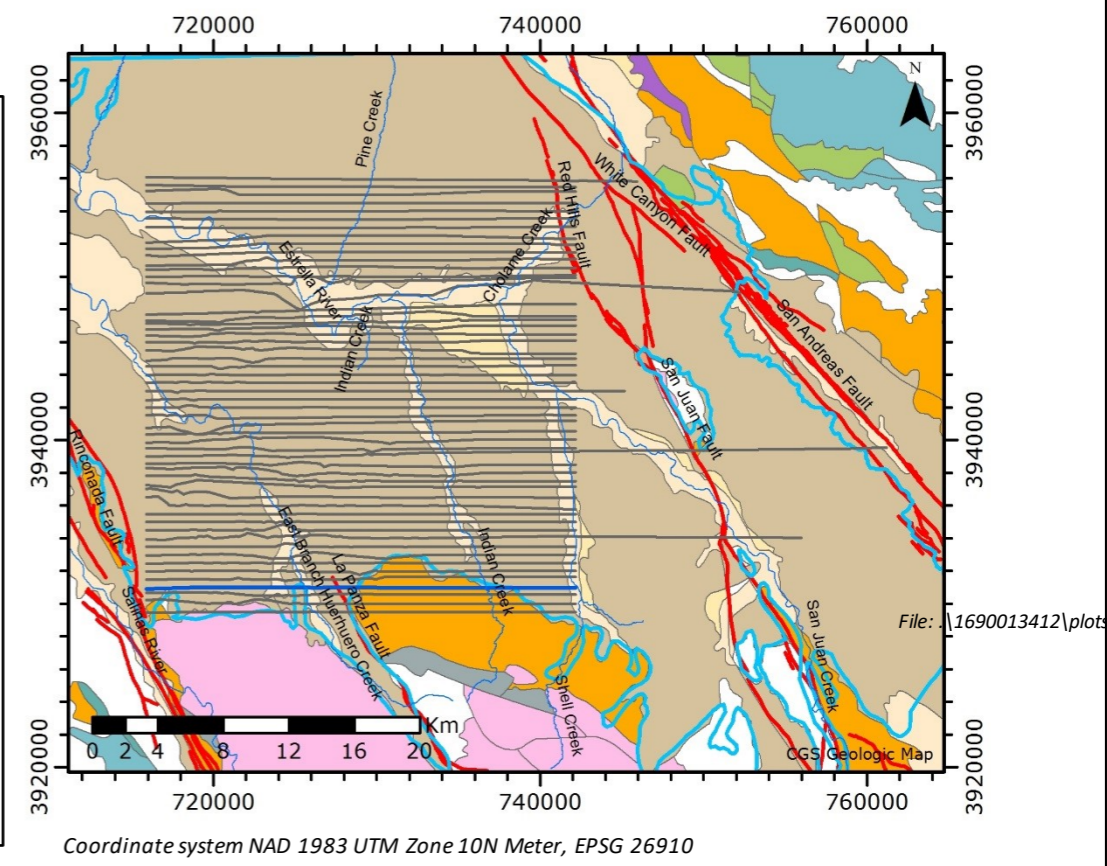 720000 740000 760000
3960000
3940000
3920000
3960000
3940000
3920000
N
Pine Creek
White Canyon Fault
Red Hills Fault
Cholame Creek
Estrella River
Indian Creek
San Andreas Fault
San Juan Fault
Rinconada Fault
East Branch Huerhuero Creek
La Panza Fault
Indian Creek
Salinas River
San Juan Creek
Shell Creek
File: .\1690013412\plots
Km
0 2 4 8 12 16 20
CGS Geologic Map
720000 740000 760000
Coordinate system NAD 1983 UTM Zone 10N Meter, EPSG 26910